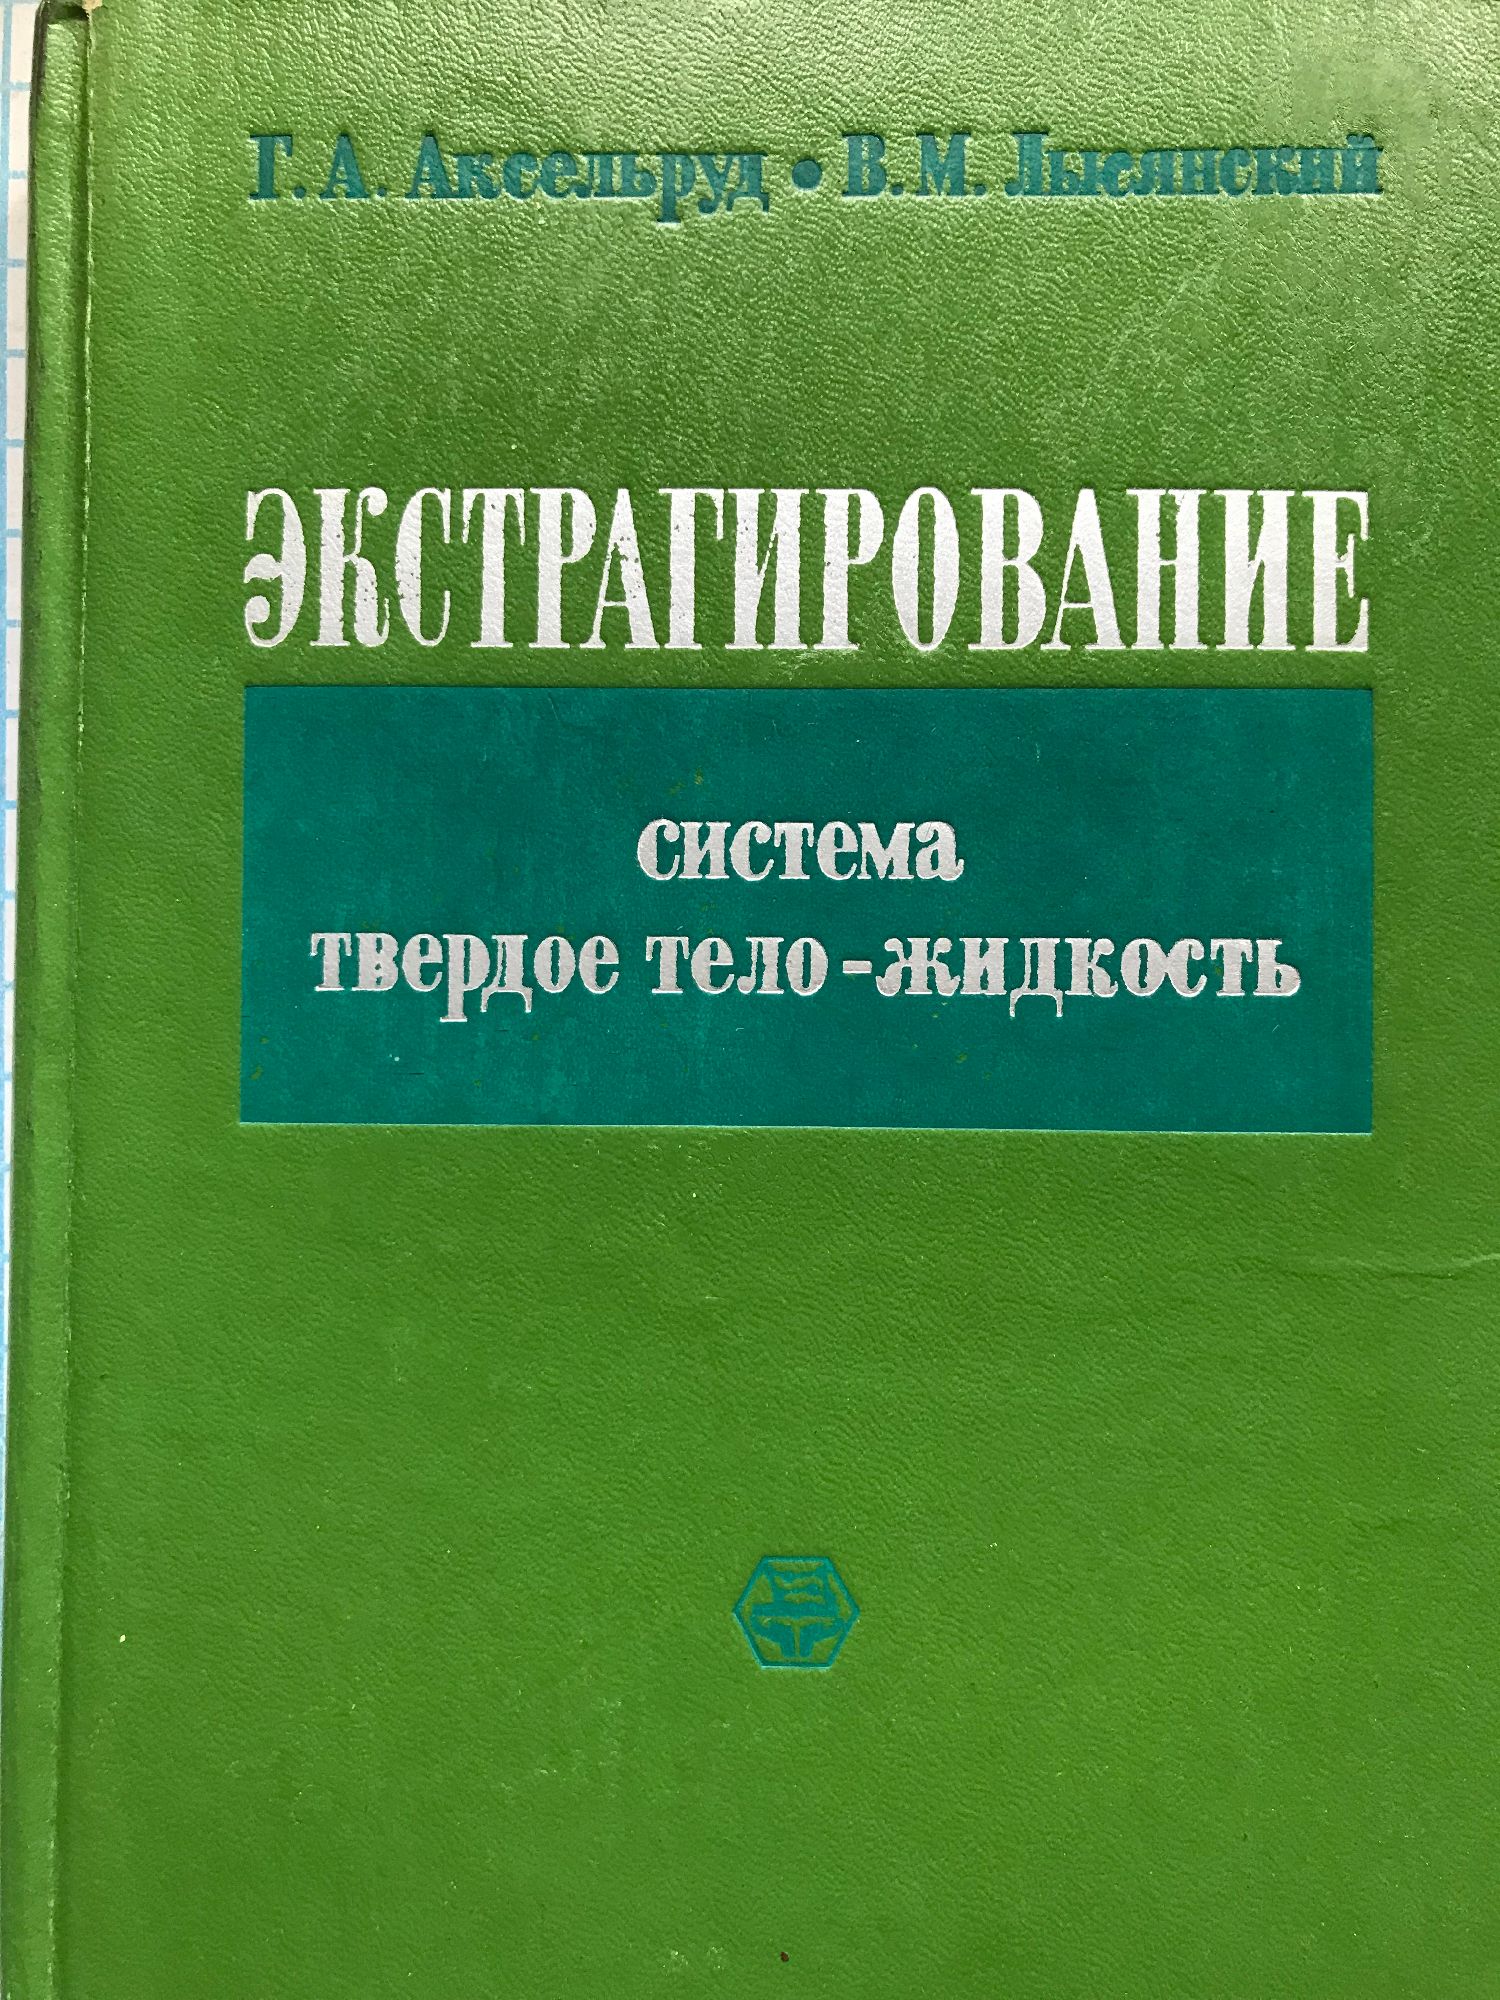 Г. А. Аксельруд • В. М. Лысянский
ЭКСТРАГИРОВАНИЕ
система
твердое тело-жидкость